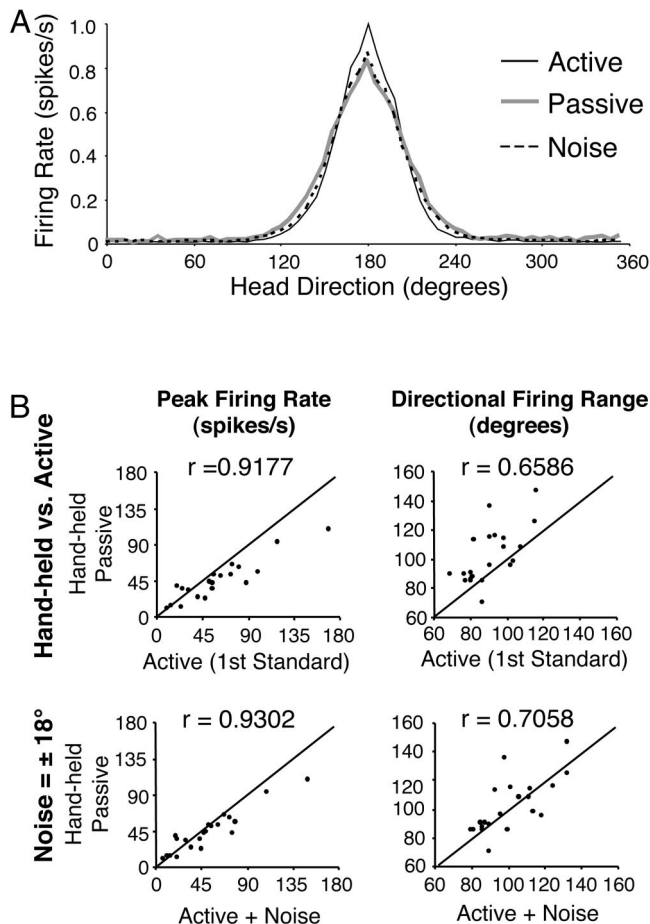 A
Firing Rate (spikes/s)
1.0
0.8
0.6
0.4
0.2
0
0 60 120 180 240 300 360
Head Direction (degrees)
Active
Passive
Noise
B
Peak Firing Rate
(spikes/s)
Directional Firing Range
(degrees)
Hand-held vs. Active
Hand-held
Passive
180
135
90
45
0
r =0.9177
0 45 90 135 180
Active (1st Standard)
160
140
120
100
80
60
r = 0.6586
60 80 100 120 140 160
Active (1st Standard)
Noise = ± 18°
Hand-held
Passive
180
135
90
45
0
r = 0.9302
0 45 90 135 180
Active + Noise
160
140
120
100
80
60
r = 0.7058
60 80 100 120 140 160
Active + Noise